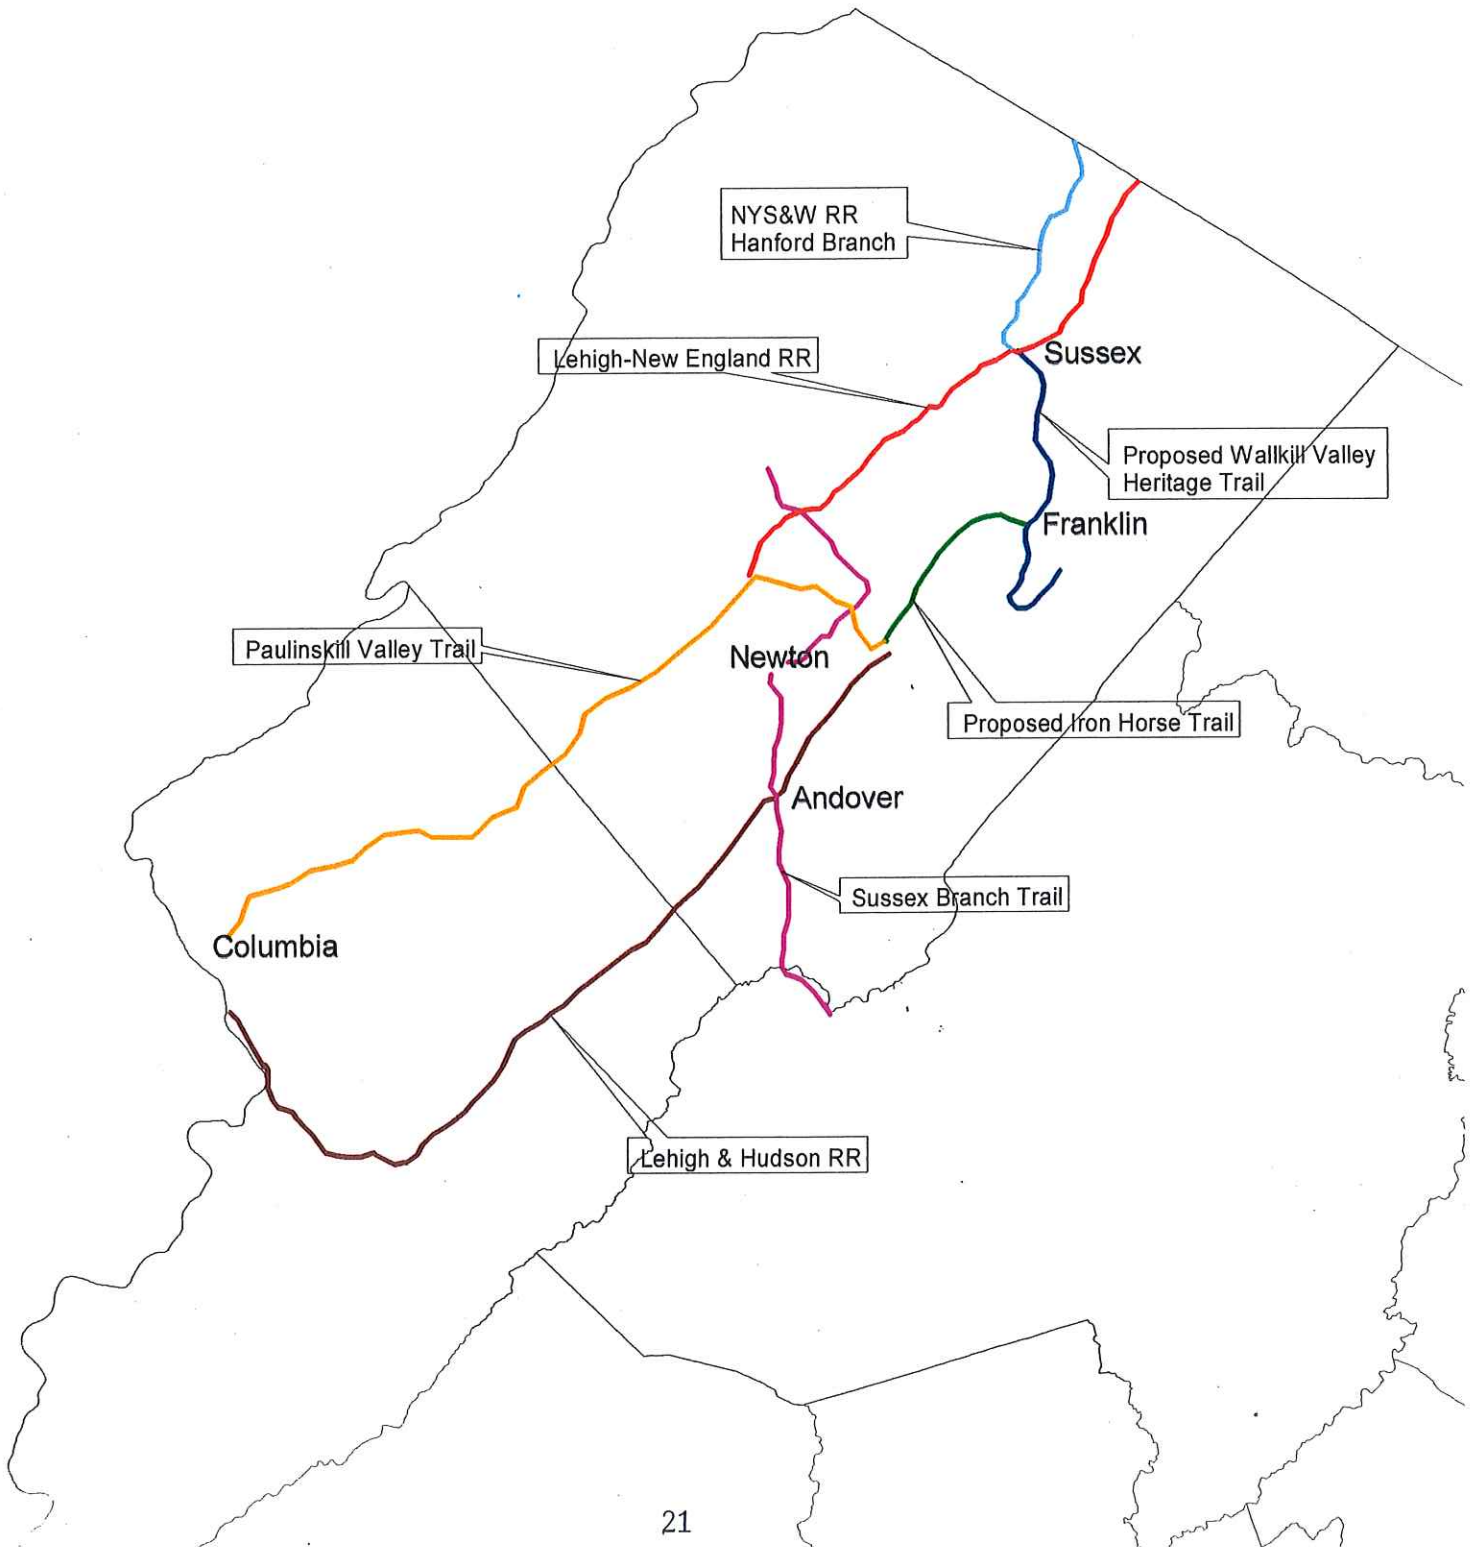 NYS&W RR
Hanford Branch
Lehigh-New England RR
Sussex
Proposed Wallkill Valley
Heritage Trail
Franklin
Paulinskill Valley Trail
Newton
Proposed Iron Horse Trail
Andover
Sussex Branch Trail
Columbia
Lehigh & Hudson RR
21